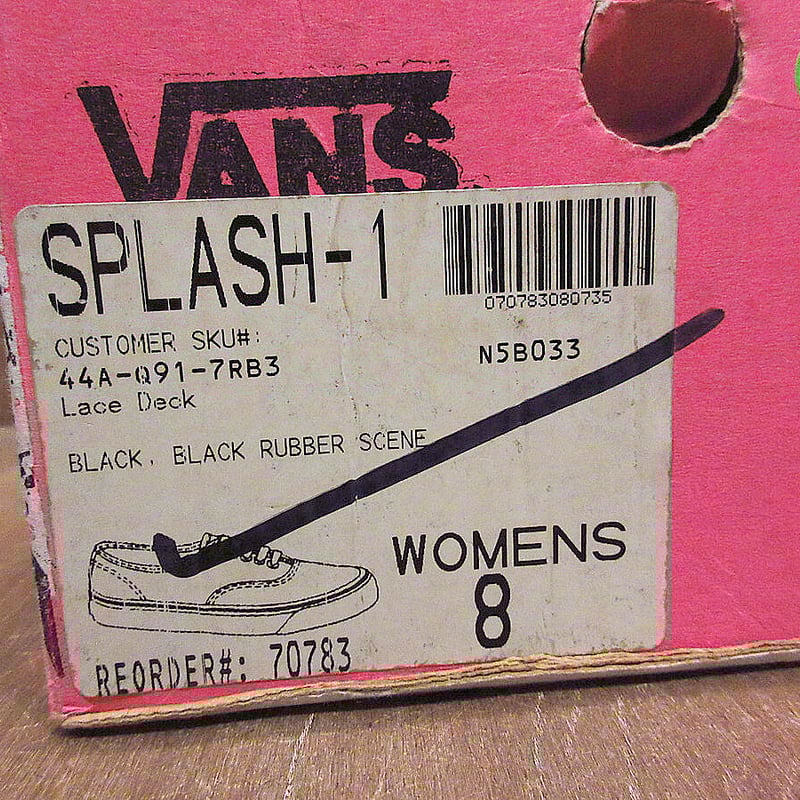 VANS
SPLASH-1
070783080735
CUSTOMER SKU#:
44A-Q91-7RB3
N5B033
Lace Deck
BLACK, BLACK RUBBER SCENE
WOMENS
8
REORDER#: 70783